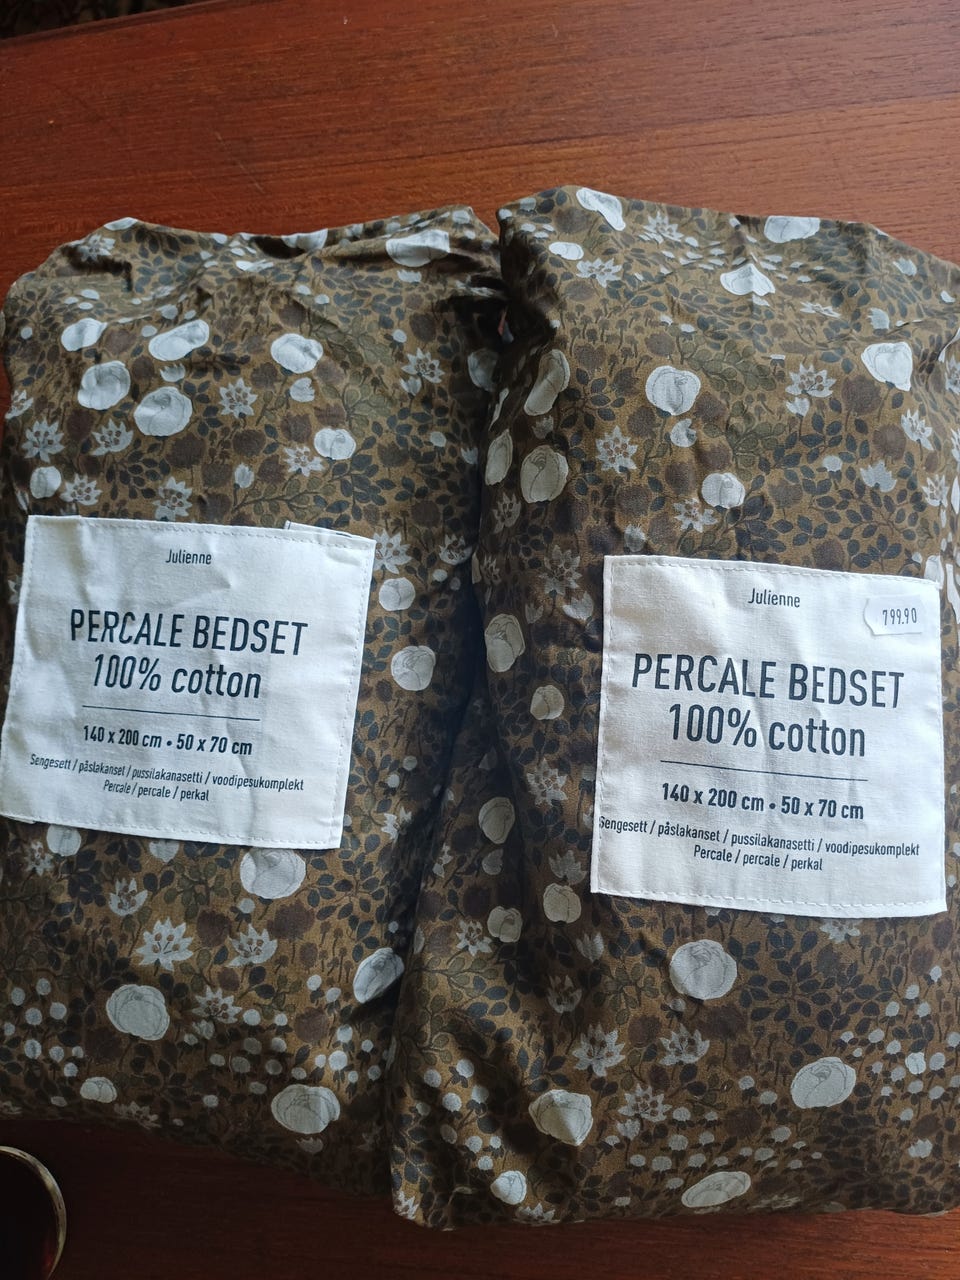 Julienne
PERCALE BEDSET
100% cotton
140 x 200 cm • 50 x 70 cm
Sengesett / påslakanset / pussilakanasetti / voodipesukomplekt
Percale / percale / perkal
Julienne
799.90
PERCALE BEDSET
100% cotton
140 x 200 cm • 50 x 70 cm
Sengesett / påslakanset / pussilakanasetti / voodipesukomplekt
Percale / percale / perkal